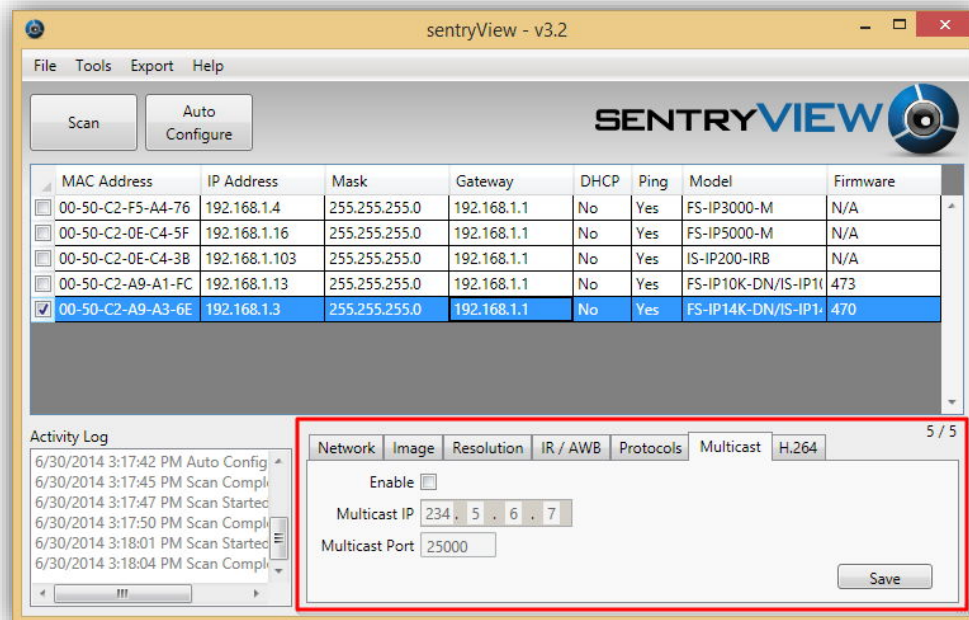 sentryView - v3.2
File Tools Export Help
Scan
Auto
Configure
SENTRYVIEW
MAC Address IP Address Mask Gateway DHCP Ping Model Firmware
00-50-C2-F5-A4-76 192.168.1.4 255.255.255.0 192.168.1.1 No Yes FS-IP3000-M N/A
00-50-C2-0E-C4-5F 192.168.1.16 255.255.255.0 192.168.1.1 No Yes FS-IP5000-M N/A
00-50-C2-0E-C4-3B 192.168.1.103 255.255.255.0 192.168.1.1 No Yes IS-IP200-IRB N/A
00-50-C2-A9-A1-FC 192.168.1.13 255.255.255.0 192.168.1.1 No Yes FS-IP10K-DN/IS-IP1( 473
00-50-C2-A9-A3-6E 192.168.1.3 255.255.255.0 192.168.1.1 No Yes FS-IP14K-DN/IS-IP1 470
5 / 5
Activity Log
6/30/2014 3:17:42 PM Auto Config
6/30/2014 3:17:45 PM Scan Compl
6/30/2014 3:17:47 PM Scan Started
6/30/2014 3:17:50 PM Scan Compl
6/30/2014 3:18:01 PM Scan Started
6/30/2014 3:18:04 PM Scan Compl
Network Image Resolution IR / AWB Protocols Multicast H.264
Enable
Multicast IP 234 . 5 . 6 . 7
Multicast Port 25000
Save